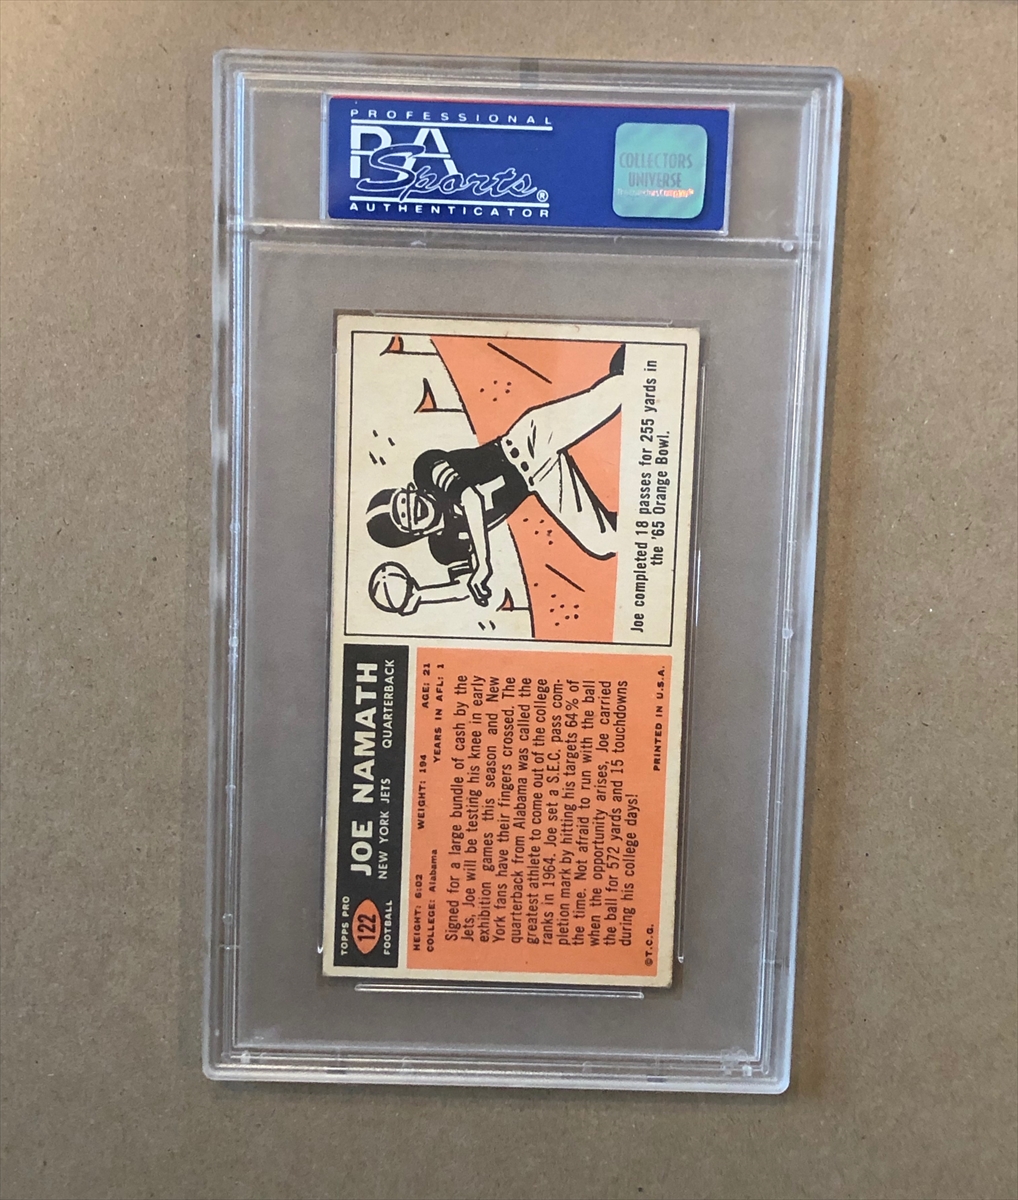 PROFESSIONAL
PSA
Sports®
AUTHENTICATOR
COLLECTORS
UNIVERSE
TOPPS PRO
122
FOOTBALL
JOE NAMATH
NEW YORK JETS QUARTERBACK
HEIGHT: 6:02 WEIGHT: 194 AGE: 21
COLLEGE: Alabama YEARS IN AFL: 1
Signed for a large bundle of cash by the
Jets, Joe will be testing his knee in early
exhibition games this season and New
York fans have their fingers crossed. The
quarterback from Alabama was called the
greatest athlete to come out of the college
ranks in 1964. Joe set a S.E.C. pass com-
pletion mark by hitting his targets 64% of
the time. Not afraid to run with the ball
when the opportunity arises, Joe carried
the ball for 572 yards and 15 touchdowns
during his college days!
©T.C.G. PRINTED IN U.S.A.
Joe completed 18 passes for 255 yards in
the '65 Orange Bowl.